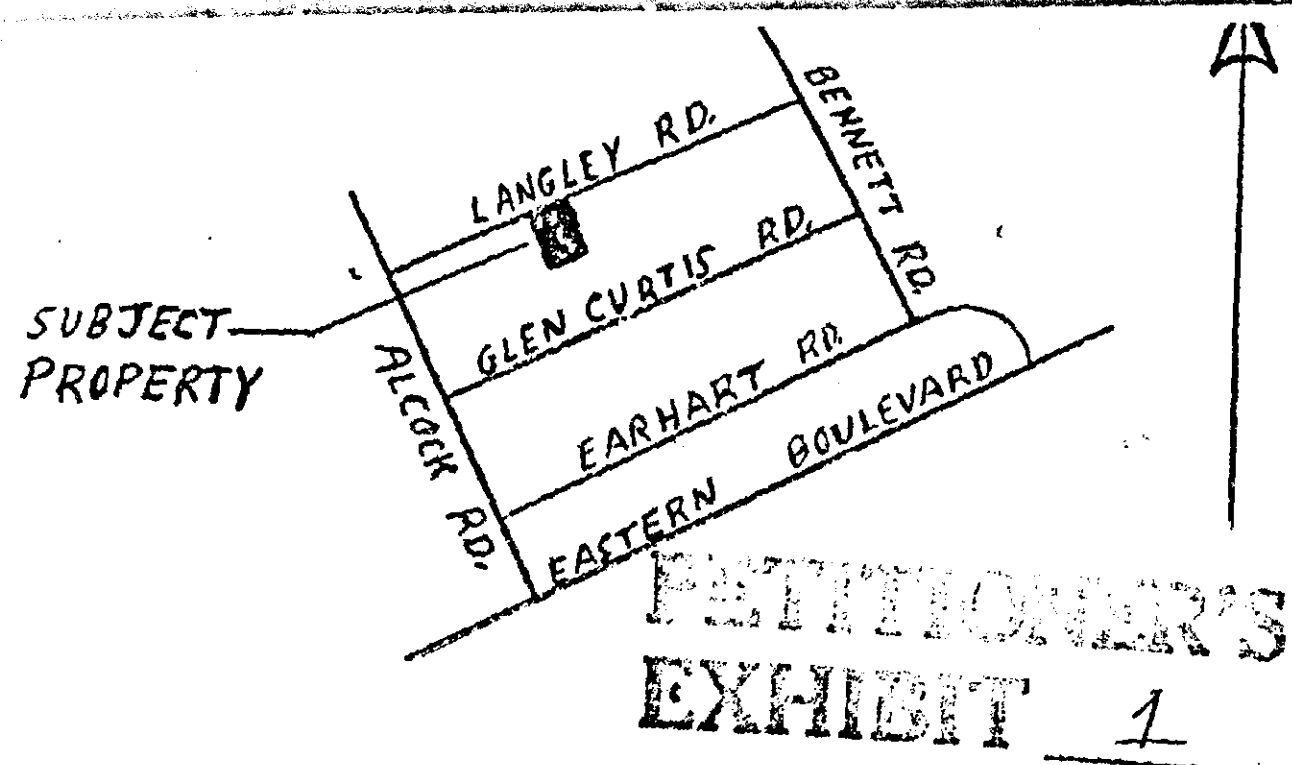 BENNETT RD.
LANGLEY RD.
GLEN CURTIS RD.
SUBJECT
PROPERTY
ALCOCK RD.
EARHART RD.
EASTERN BOULEVARD
PETITIONER'S
EXHIBIT 1